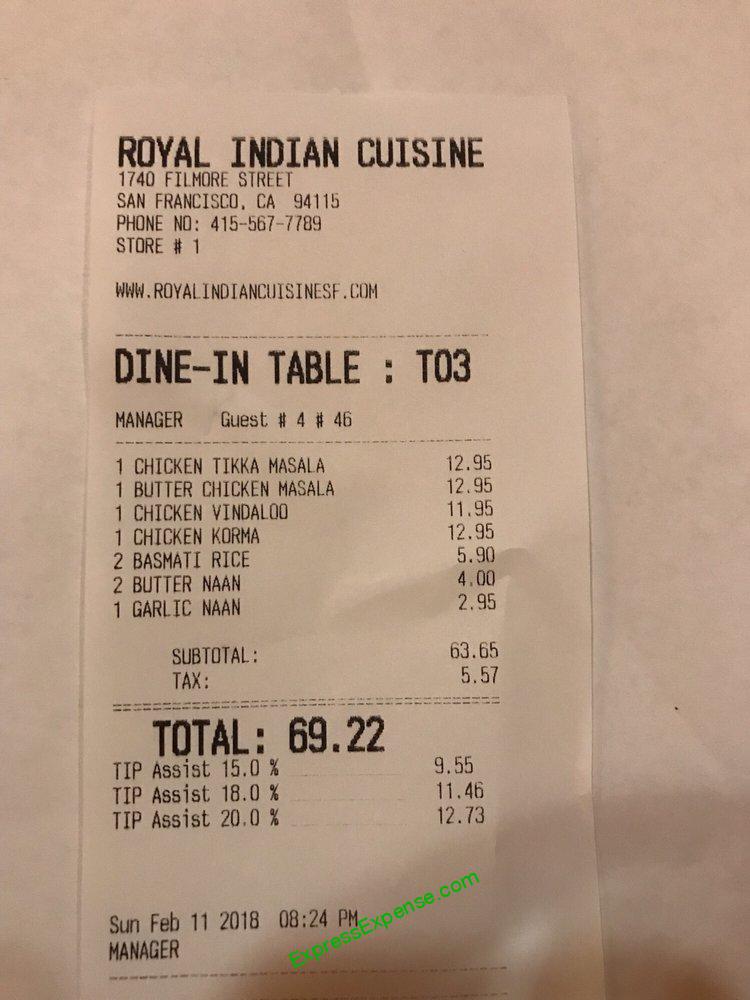 ROYAL INDIAN CUISINE
1740 FILMORE STREET
SAN FRANCISCO, CA 94115
PHONE NO: 415-567-7789
STORE # 1
WWW.ROYALINDIANCUISINESF.COM
DINE-IN TABLE : T03
MANAGER Guest # 4 # 46
1 CHICKEN TIKKA MASALA 12.95
1 BUTTER CHICKEN MASALA 12.95
1 CHICKEN VINDALOO 11.95
1 CHICKEN KORMA 12.95
2 BASMATI RICE 5.90
2 BUTTER NAAN 4.00
1 GARLIC NAAN 2.95
SUBTOTAL: 63.65
TAX: 5.57
TOTAL: 69.22
TIP Assist 15.0 % 9.55
TIP Assist 18.0 % 11.46
TIP Assist 20.0 % 12.73
Sun Feb 11 2018 08:24 PM
MANAGER
ExpressExpense.com